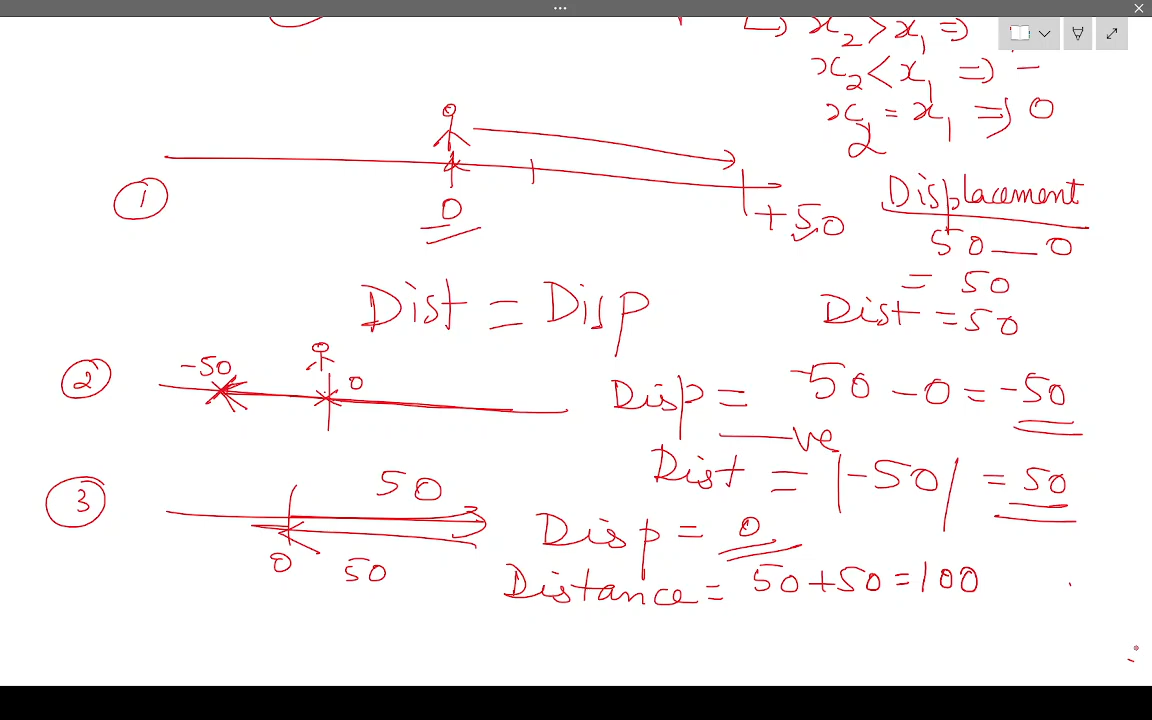 x₂ > x₁ ⇒
x₂ < x₁ ⇒ -
x₂ = x₁ ⇒ 0
①
0
+50
Displacement
50 — 0
= 50
Dist = 50
Dist = Disp
②
-50
0
Disp = -50 - 0 = -50
-ve
Dist = |-50| = 50
③
50
0
50
Disp = 0
Distance = 50+50=100